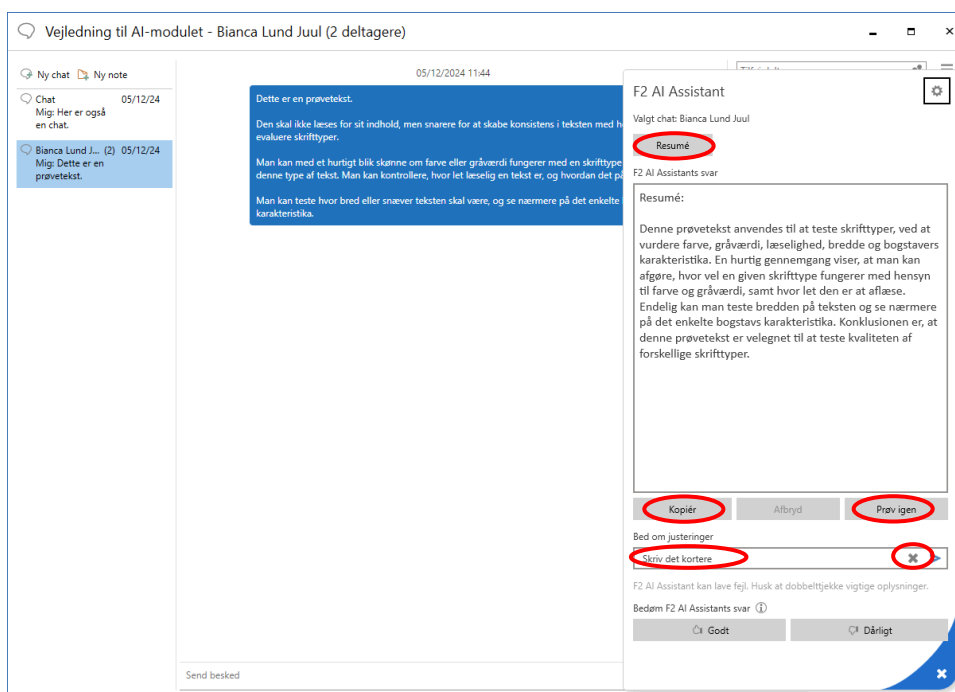 Vejledning til AI-modulet - Bianca Lund Juul (2 deltagere)
Ny chat Ny note
Chat 05/12/24
Mig: Her er også
en chat.
Bianca Lund J... (2) 05/12/24
Mig: Dette er en
prøvetekst.
05/12/2024 11:44
Dette er en prøvetekst.
Den skal ikke læses for sit indhold, men snarere for at skabe konsistens i teksten med
evaluere skrifttyper.
Man kan med et hurtigt blik skønne om farve eller gråværdi fungerer med en skrifttype
denne type af tekst. Man kan kontrollere, hvor let læselig en tekst er, og hvordan det
Man kan teste hvor bred eller snæver teksten skal være, og se nærmere på det enkelte
karakteristika.
Send besked
F2 AI Assistant
Valgt chat: Bianca Lund Juul
Resumé
F2 AI Assistants svar
Resumé:
Denne prøvetekst anvendes til at teste skrifttyper, ved at
vurdere farve, gråværdi, læselighed, bredde og bogstavers
karakteristika. En hurtig gennemgang viser, at man kan
afgøre, hvor vel en given skrifttype fungerer med hensyn
til farve og gråværdi, samt hvor let den er at aflæse.
Endelig kan man teste bredden på teksten og se nærmere
på det enkelte bogstavs karakteristika. Konklusionen er, at
denne prøvetekst er velegnet til at teste kvaliteten af
forskellige skrifttyper.
Kopiér Afbryd Prøv igen
Bed om justeringer
Skriv det kortere
F2 AI Assistant kan lave fejl. Husk at dobbelttjekke vigtige oplysninger.
Bedøm F2 AI Assistants svar
Godt Dårligt